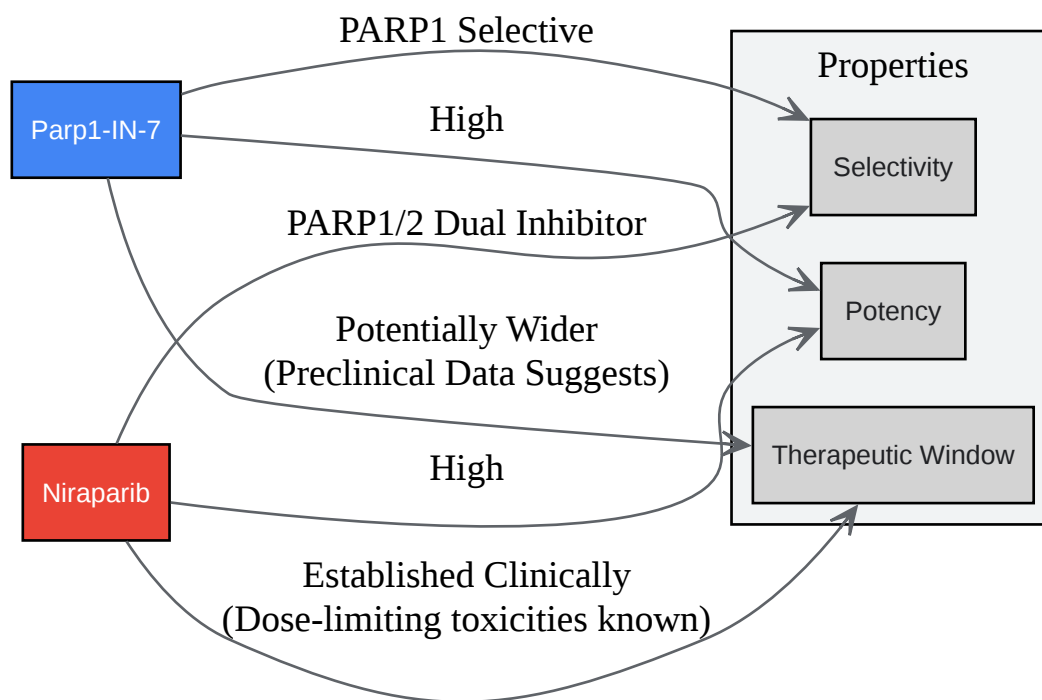 PARP1 Selective
Properties
Parp1-IN-7
High
Selectivity
PARP1/2 Dual Inhibitor
Potency
Potentially Wider
(Preclinical Data Suggests)
Therapeutic Window
High
Niraparib
Established Clinically
(Dose-limiting toxicities known)